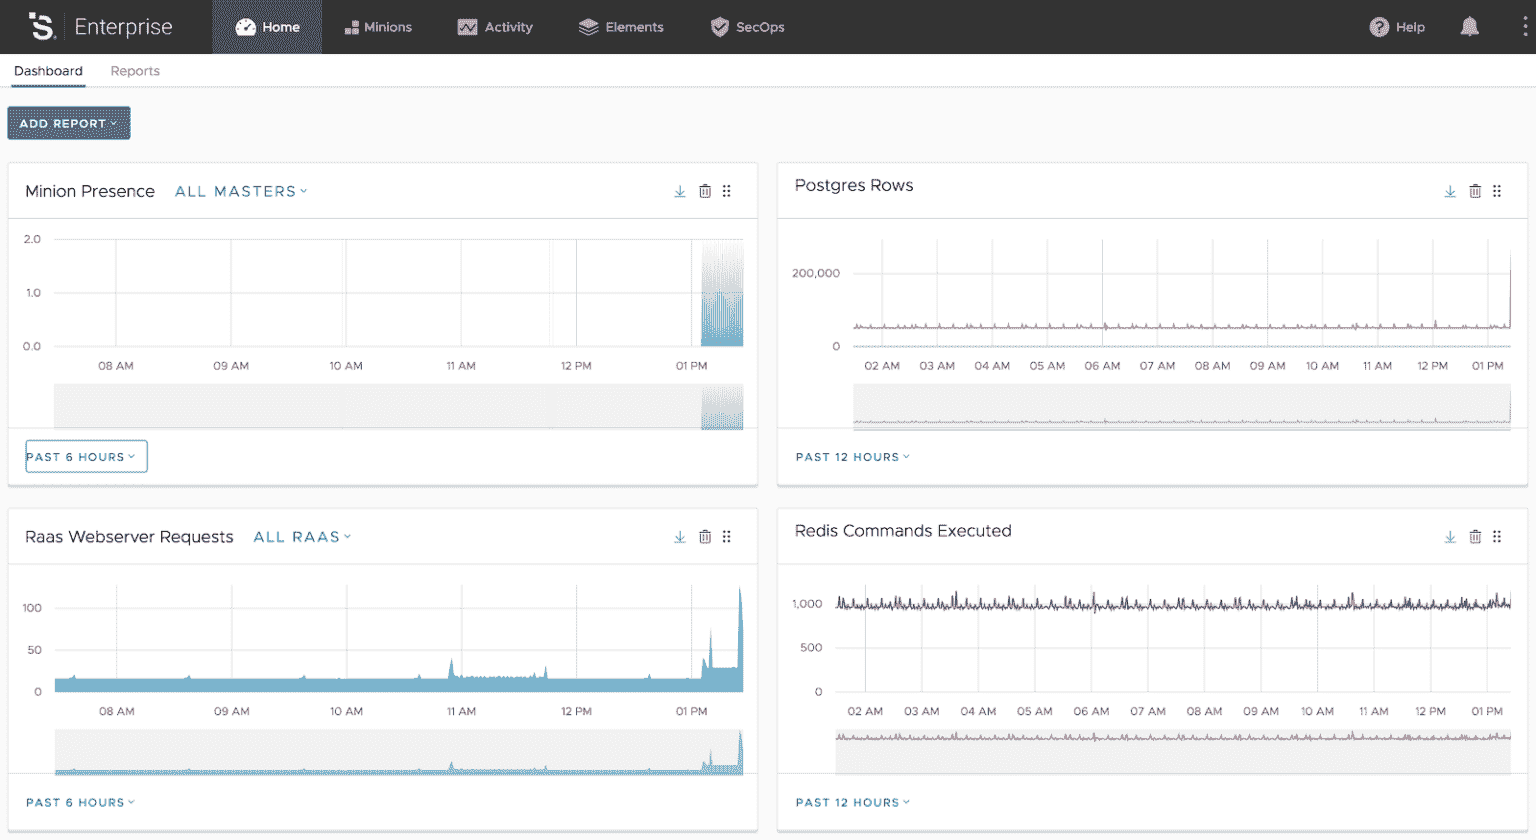 S. Enterprise Home Minions Activity Elements SecOps ? Help
Dashboard Reports
ADD REPORT
Minion Presence ALL MASTERS
2.0
1.0
0.0
08 AM 09 AM 10 AM 11 AM 12 PM 01 PM
PAST 6 HOURS
Postgres Rows
200,000
0
02 AM 03 AM 04 AM 05 AM 06 AM 07 AM 08 AM 09 AM 10 AM 11 AM 12 PM 01 PM
PAST 12 HOURS
Raas Webserver Requests ALL RAAS
100
50
0
08 AM 09 AM 10 AM 11 AM 12 PM 01 PM
PAST 6 HOURS
Redis Commands Executed
1,000
500
0
02 AM 03 AM 04 AM 05 AM 06 AM 07 AM 08 AM 09 AM 10 AM 11 AM 12 PM 01 PM
PAST 12 HOURS